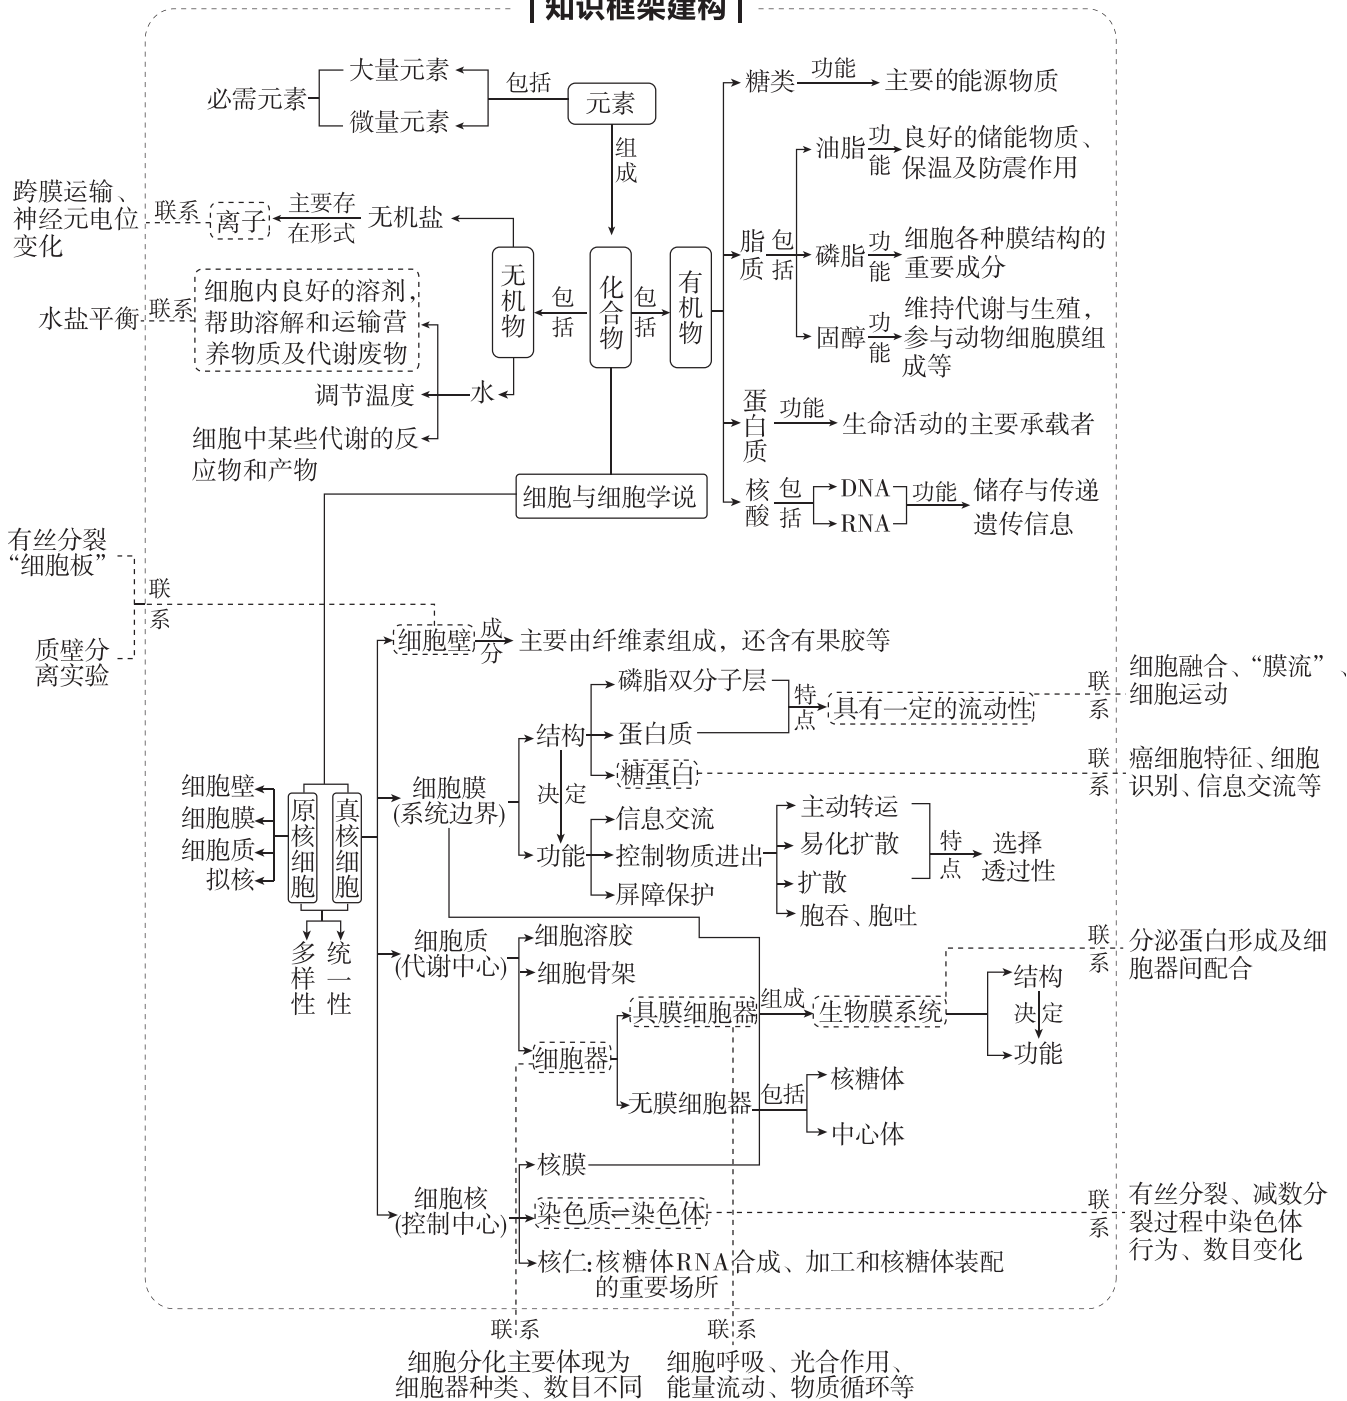 知识框架建构
大量元素
必需元素
微量元素
包括
元素
组
成
糖类
功能
主要的能源物质
油脂
功
能
良好的储能物质、
保温及防震作用
脂
质
包
括
磷脂
功
能
细胞各种膜结构的
重要成分
固醇
功
能
维持代谢与生殖，
参与动物细胞膜组
成等
蛋
白
质
功能
生命活动的主要承载者
核
酸
包
括
DNA
RNA
功能
储存与传递
遗传信息
跨膜运输、
神经元电位
变化
联系
离子
主要存
在形式
无机盐
无
机
物
包
括
化
合
物
包
括
有
机
物
水盐平衡
联系
细胞内良好的溶剂，
帮助溶解和运输营
养物质及代谢废物
调节温度
水
细胞中某些代谢的反
应物和产物
细胞与细胞学说
有丝分裂
“细胞板”
联
系
质壁分
离实验
细胞壁
成
分
主要由纤维素组成，还含有果胶等
细胞壁
细胞膜
细胞质
拟核
原
核
细
胞
真
核
细
胞
多
样
性
统
一
性
细胞膜
(系统边界)
结构
决定
功能
磷脂双分子层
蛋白质
糖蛋白
特
点
具有一定的流动性
联
系
细胞融合、“膜流”、
细胞运动
联
系
癌细胞特征、细胞
识别、信息交流等
信息交流
控制物质进出
屏障保护
主动转运
易化扩散
扩散
胞吞、胞吐
特
点
选择
透过性
细胞质
(代谢中心)
细胞溶胶
细胞骨架
细胞器
具膜细胞器
组成
生物膜系统
联
系
分泌蛋白形成及细
胞器间配合
结构
决定
功能
无膜细胞器
包括
核糖体
中心体
细胞核
(控制中心)
核膜
染色质⇌染色体
联
系
有丝分裂、减数分
裂过程中染色体
行为、数目变化
核仁：核糖体RNA合成、加工和核糖体装配
的重要场所
联系
细胞分化主要体现为
细胞器种类、数目不同
联系
细胞呼吸、光合作用、
能量流动、物质循环等